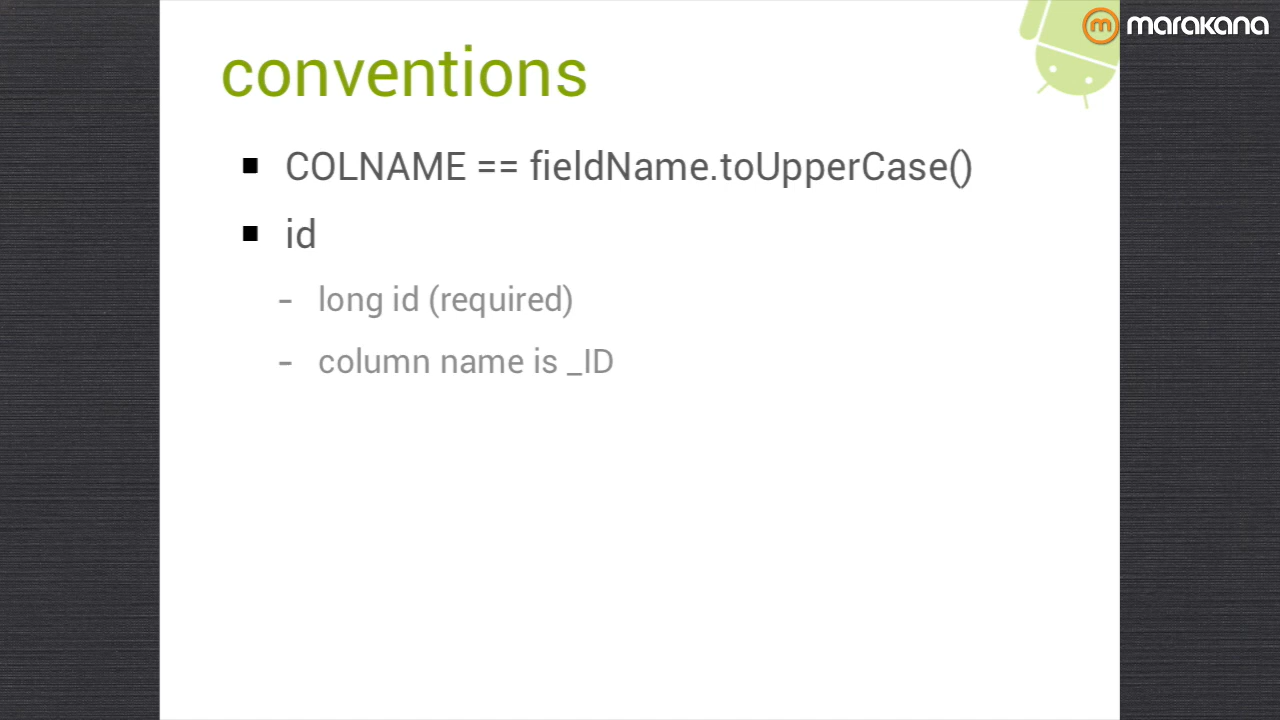 marakana
conventions
■ COLNAME == fieldName.toUpperCase()
■ id
- long id (required)
- column name is _ID